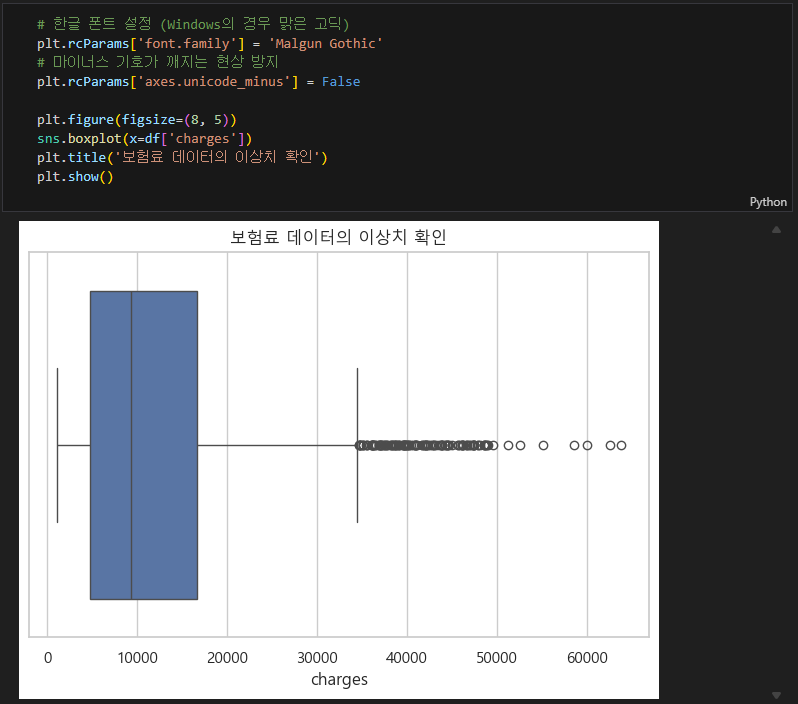 # 한글 폰트 설정 (Windows의 경우 맑은 고딕)
plt.rcParams['font.family'] = 'Malgun Gothic'
# 마이너스 기호가 깨지는 현상 방지
plt.rcParams['axes.unicode_minus'] = False
plt.figure(figsize=(8, 5))
sns.boxplot(x=df['charges'])
plt.title('보험료 데이터의 이상치 확인')
plt.show()
Python
보험료 데이터의 이상치 확인
0 10000 20000 30000 40000 50000 60000
charges